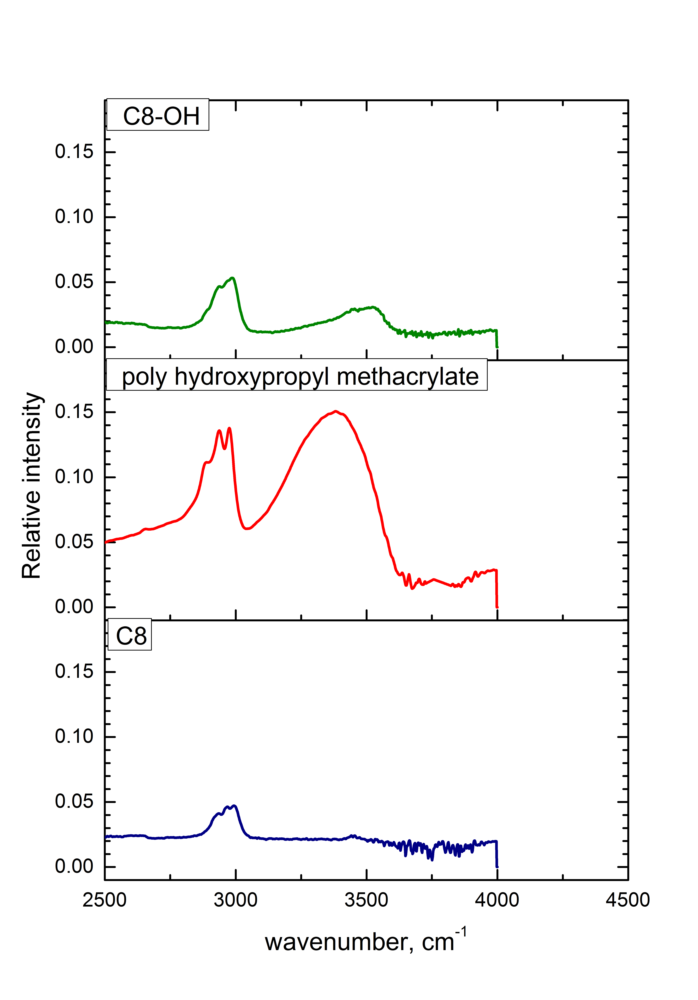 C8-OH
0.15
0.10
0.05
0.00
poly hydroxypropyl methacrylate
0.15
0.10
0.05
0.00
Relative intensity
C8
0.15
0.10
0.05
0.00
2500 3000 3500 4000 4500
wavenumber, cm-1